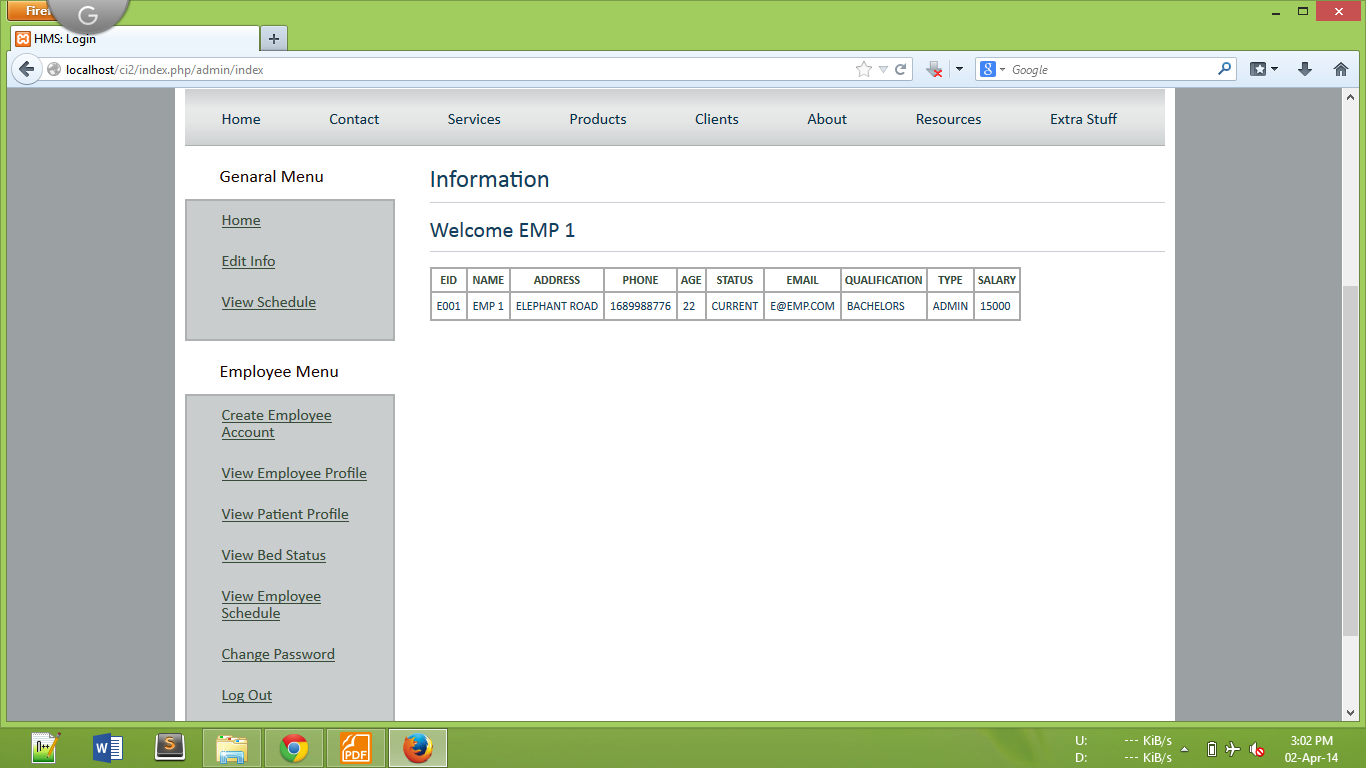 Firef
G
HMS: Login
localhost/ci2/index.php/admin/index
8 Google
Home Contact Services Products Clients About Resources Extra Stuff
Genaral Menu
Home
Edit Info
View Schedule
Employee Menu
Create Employee
Account
View Employee Profile
View Patient Profile
View Bed Status
View Employee
Schedule
Change Password
Log Out
Information
Welcome EMP 1
EID NAME ADDRESS PHONE AGE STATUS EMAIL QUALIFICATION TYPE SALARY
E001 EMP 1 ELEPHANT ROAD 1689988776 22 CURRENT E@EMP.COM BACHELORS ADMIN 15000
W S PDF
U: --- KiB/s
D: --- KiB/s
3:02 PM
02-Apr-14